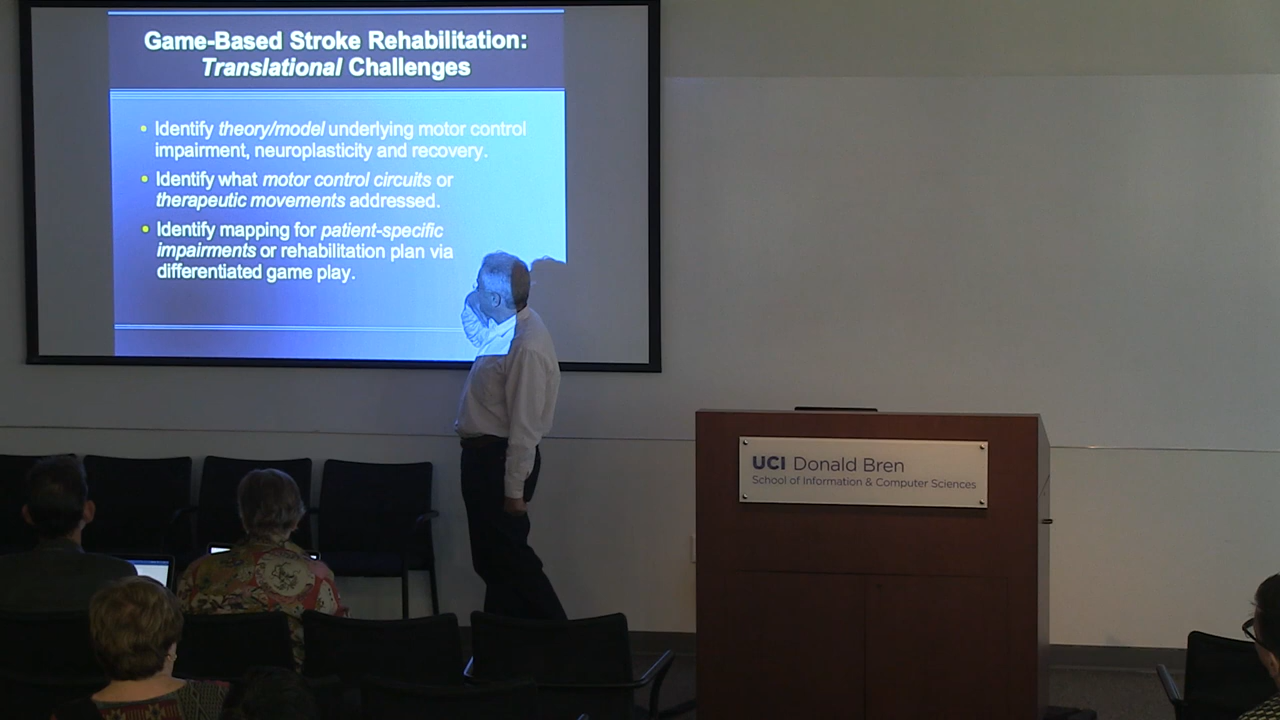 Game-Based Stroke Rehabilitation:
Translational Challenges
• Identify theory/model underlying motor control
impairment, neuroplasticity and recovery.
• Identify what motor control circuits or
therapeutic movements addressed.
• Identify mapping for patient-specific
impairments or rehabilitation plan via
differentiated game play.
UCI Donald Bren
School of Information & Computer Sciences